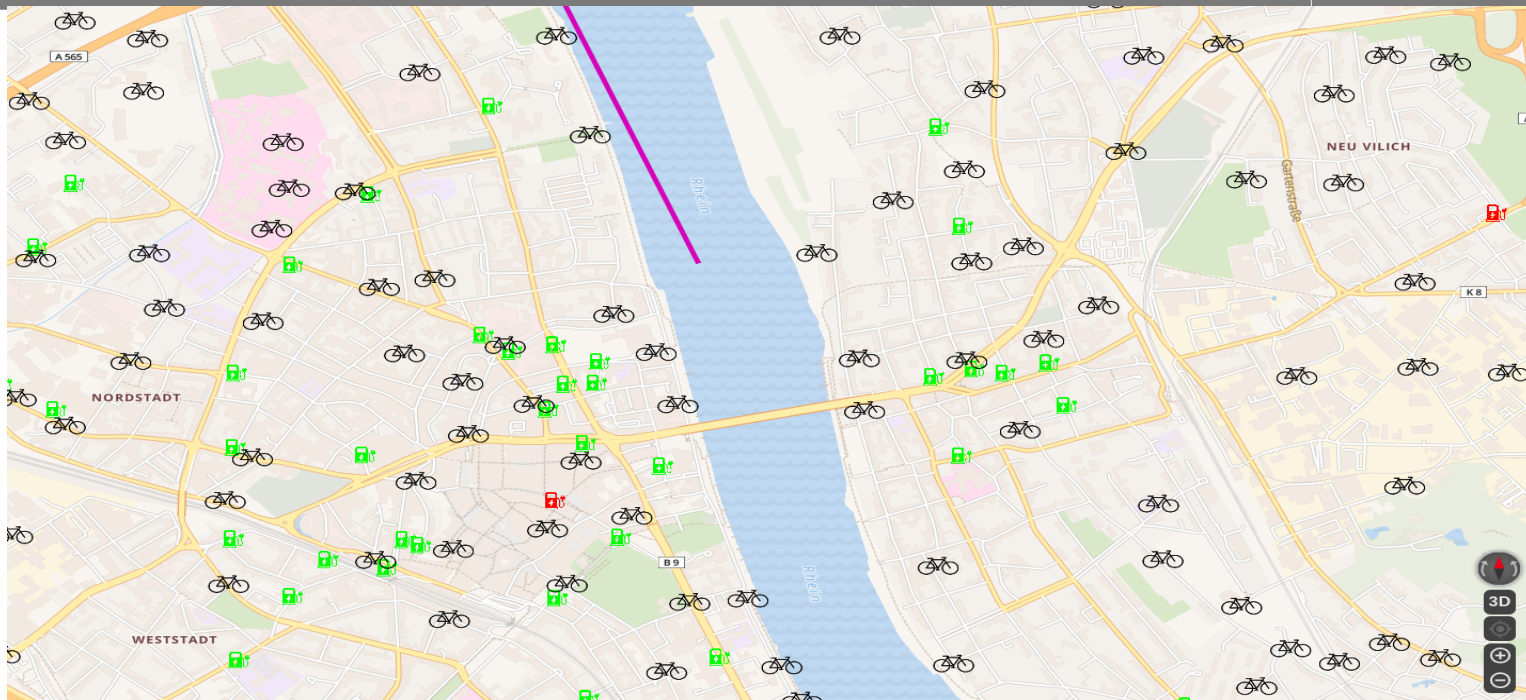 A 565
NEU VILICH
Rhein
Gartenstraße
K 8
NORDSTADT
B 9
Rhein
3D
WESTSTADT